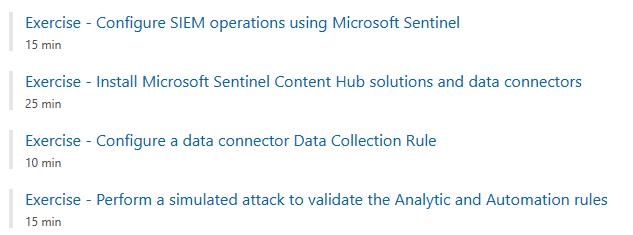 Exercise - Configure SIEM operations using Microsoft Sentinel
15 min
Exercise - Install Microsoft Sentinel Content Hub solutions and data connectors
25 min
Exercise - Configure a data connector Data Collection Rule
10 min
Exercise - Perform a simulated attack to validate the Analytic and Automation rules
15 min